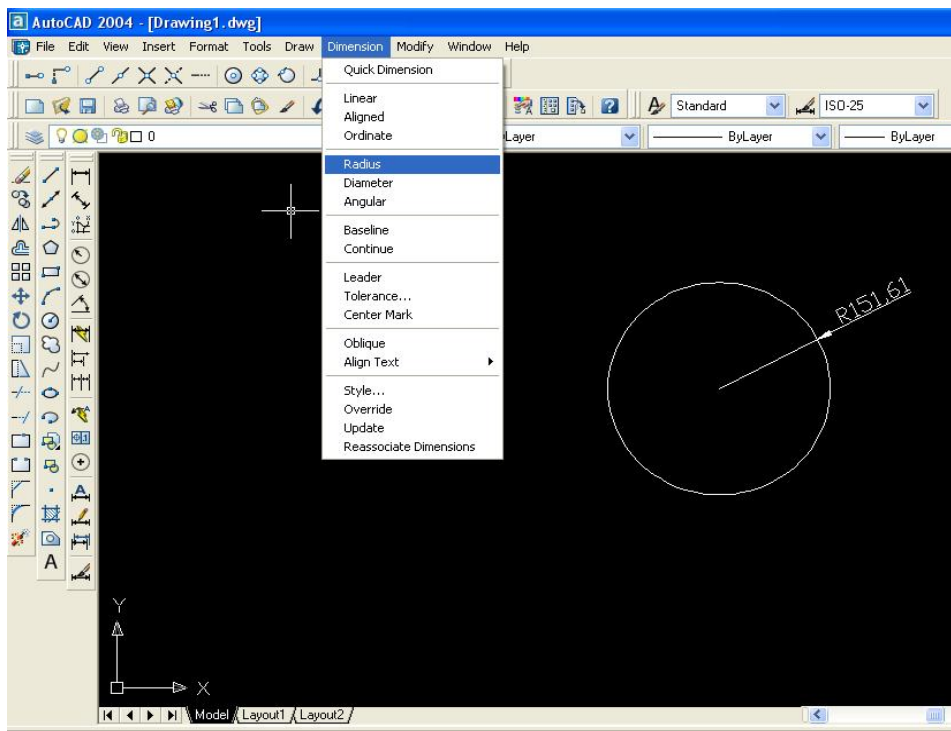 AutoCAD 2004 - [Drawing1.dwg]
File Edit View Insert Format Tools Draw Dimension Modify Window Help
Quick Dimension
Linear
Aligned
Ordinate
Radius
Diameter
Angular
Baseline
Continue
Leader
Tolerance...
Center Mark
Oblique
Align Text
Style...
Override
Update
Reassociate Dimensions
Standard
ISO-25
0
Layer
ByLayer
ByLayer
R151,61
A
Y
X
Model
Layout1
Layout2